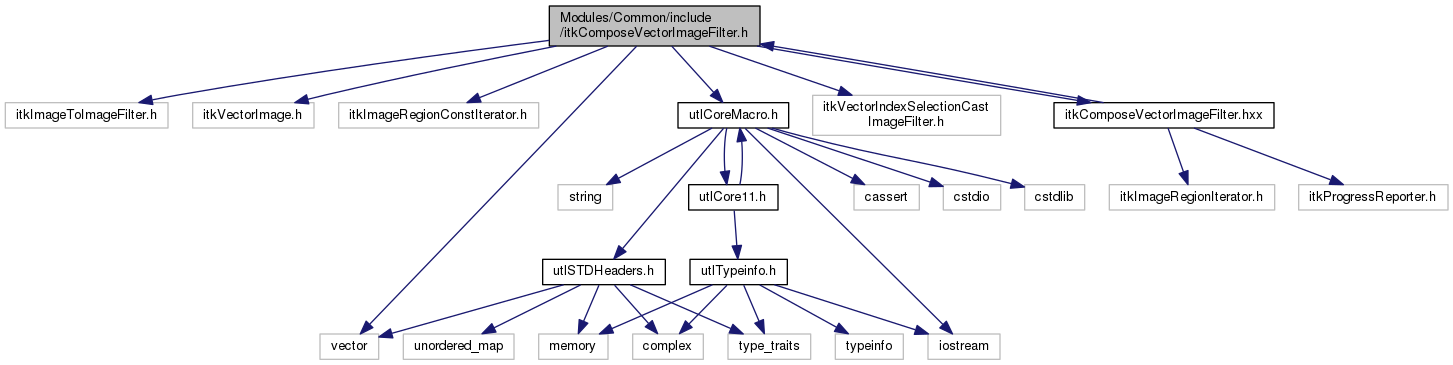 Modules/Common/include
/itkComposeVectorImageFilter.h
itkImageToImageFilter.h
itkVectorImage.h
itkImageRegionConstIterator.h
utlCoreMacro.h
itkVectorIndexSelectionCast
ImageFilter.h
itkComposeVectorImageFilter.hxx
string
utlCore11.h
cassert
cstdio
cstdlib
itkImageRegionIterator.h
itkProgressReporter.h
utlSTDHeaders.h
utlTypeinfo.h
vector
unordered_map
memory
complex
type_traits
typeinfo
iostream